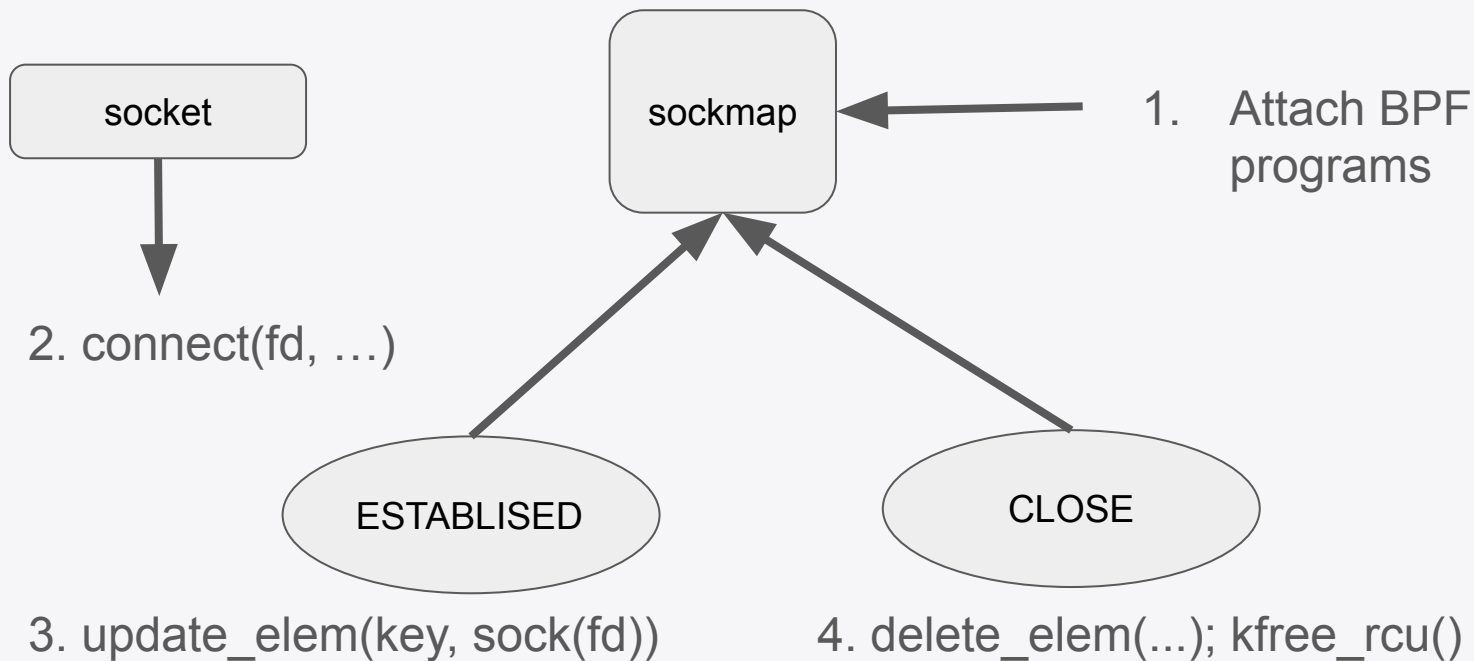 socket
sockmap
1. Attach BPF
programs
2. connect(fd, …)
ESTABLISED
CLOSE
3. update_elem(key, sock(fd))
4. delete_elem(...); kfree_rcu()